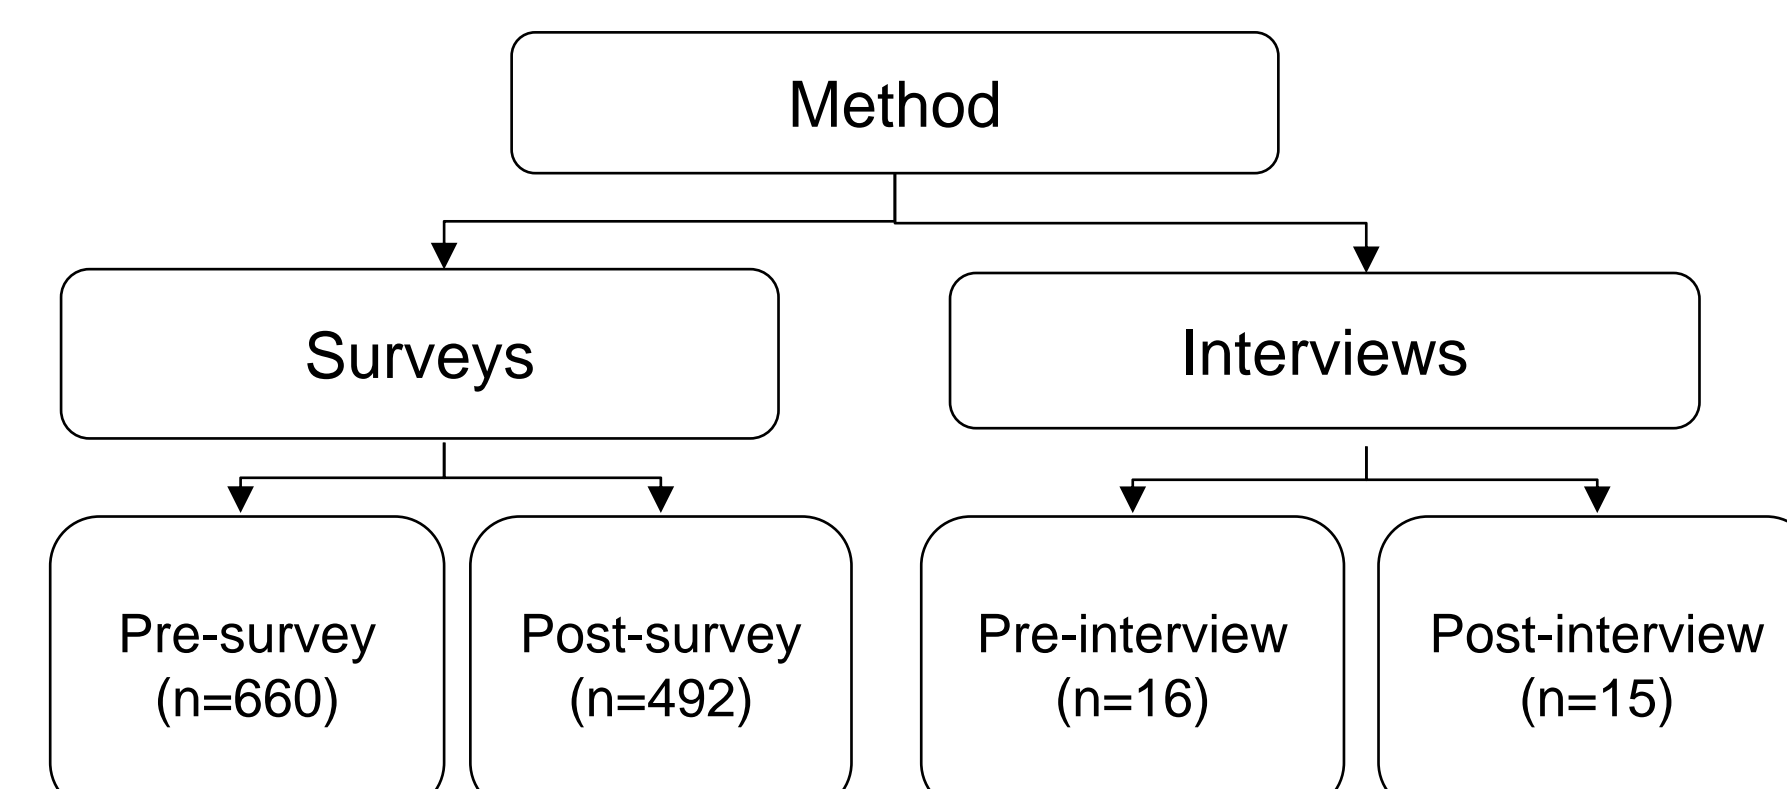 Method
Surveys
Interviews
Pre-survey
(n=660)
Post-survey
(n=492)
Pre-interview
(n=16)
Post-interview
(n=15)